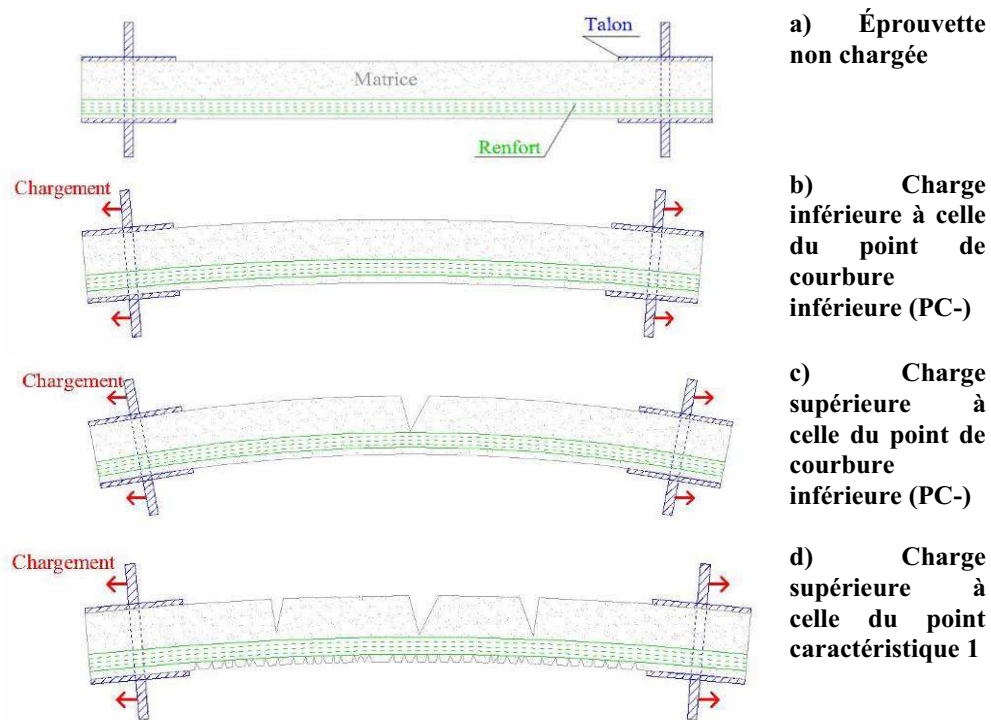 Talon
Matrice
Renfort
a) Éprouvette
non chargée
Chargement
b) Charge
inférieure à celle
du point de
courbure
inférieure (PC-)
Chargement
c) Charge
supérieure à
celle du point de
courbure
inférieure (PC-)
Chargement
d) Charge
supérieure à
celle du point
caractéristique 1